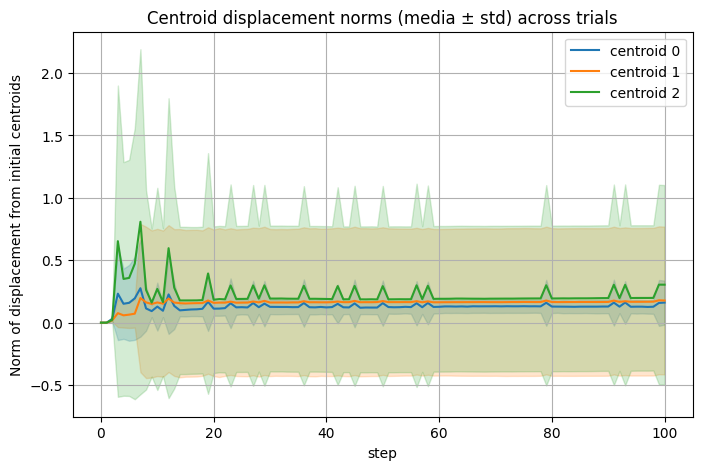 Centroid displacement norms (media ± std) across trials
centroid 0
centroid 1
centroid 2
Norm of displacement from initial centroids
2.0
1.5
1.0
0.5
0.0
−0.5
0 20 40 60 80 100
step